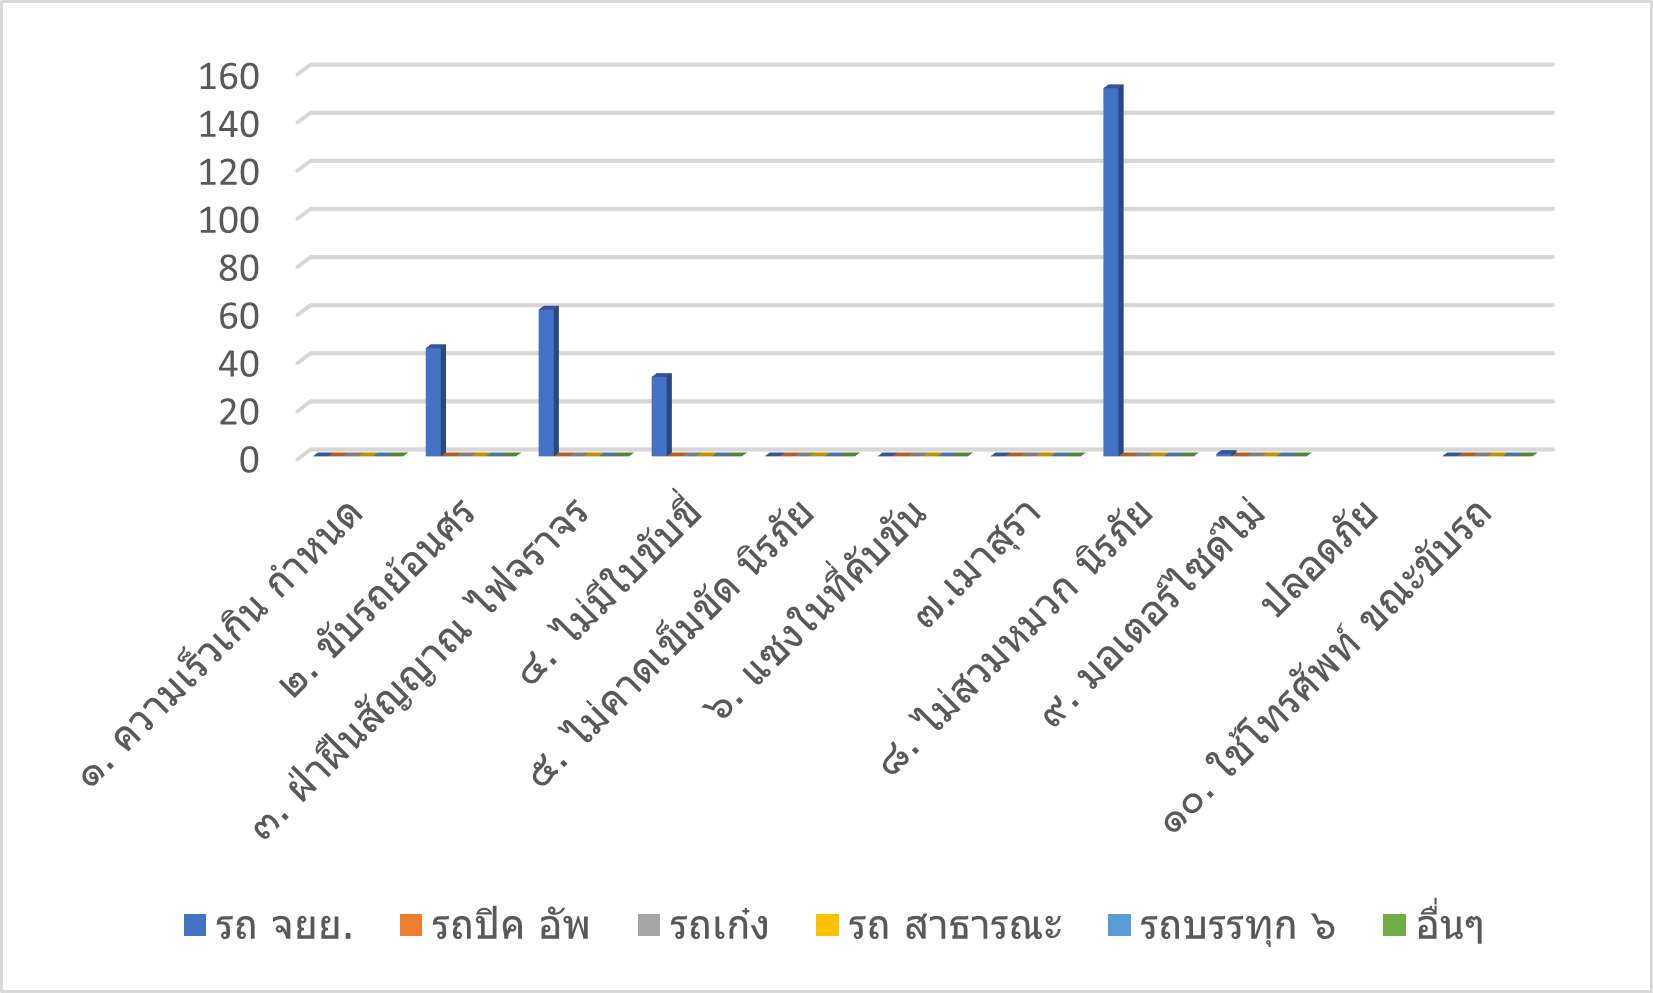 160
140
120
100
80
60
40
20
0
๑. ความเร็วเกิน กำหนด
๒. ขับรถย้อนศร
๓. ฝ่าฝืนสัญญาณ ไฟจราจร
๔. ไม่มีใบขับขี่
๕. ไม่คาดเข็มขัด นิรภัย
๖. แซงในที่คับขัน
๗.เมาสุรา
๘. ไม่สวมหมวก นิรภัย
๙. มอเตอร์ไซด์ไม่
ปลอดภัย
๑๐. ใช้โทรศัพท์ ขณะขับรถ
รถ จยย. รถปิค อัพ รถเก๋ง รถ สาธารณะ รถบรรทุก ๖ อื่นๆ